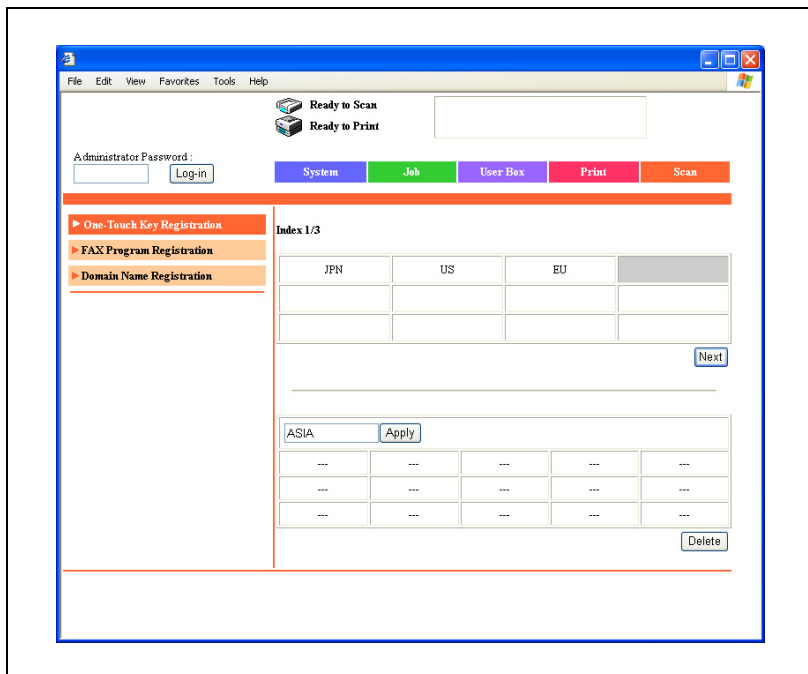 File Edit View Favorites Tools Help
Ready to Scan
Ready to Print
Administrator Password :
Log-in
System Job User Box Print Scan
One-Touch Key Registration
FAX Program Registration
Domain Name Registration
Index 1/3
JPN US EU
Next
ASIA Apply
--- --- --- --- ---
--- --- --- --- ---
--- --- --- --- ---
Delete